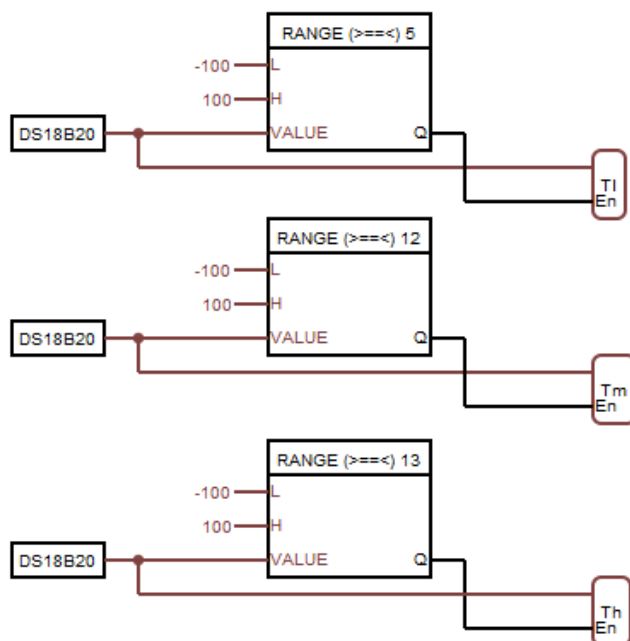 RANGE (>==<) 5
-100 L
100 H
DS18B20 VALUE Q
Tl
En
RANGE (>==<) 12
-100 L
100 H
DS18B20 VALUE Q
Tm
En
RANGE (>==<) 13
-100 L
100 H
DS18B20 VALUE Q
Th
En